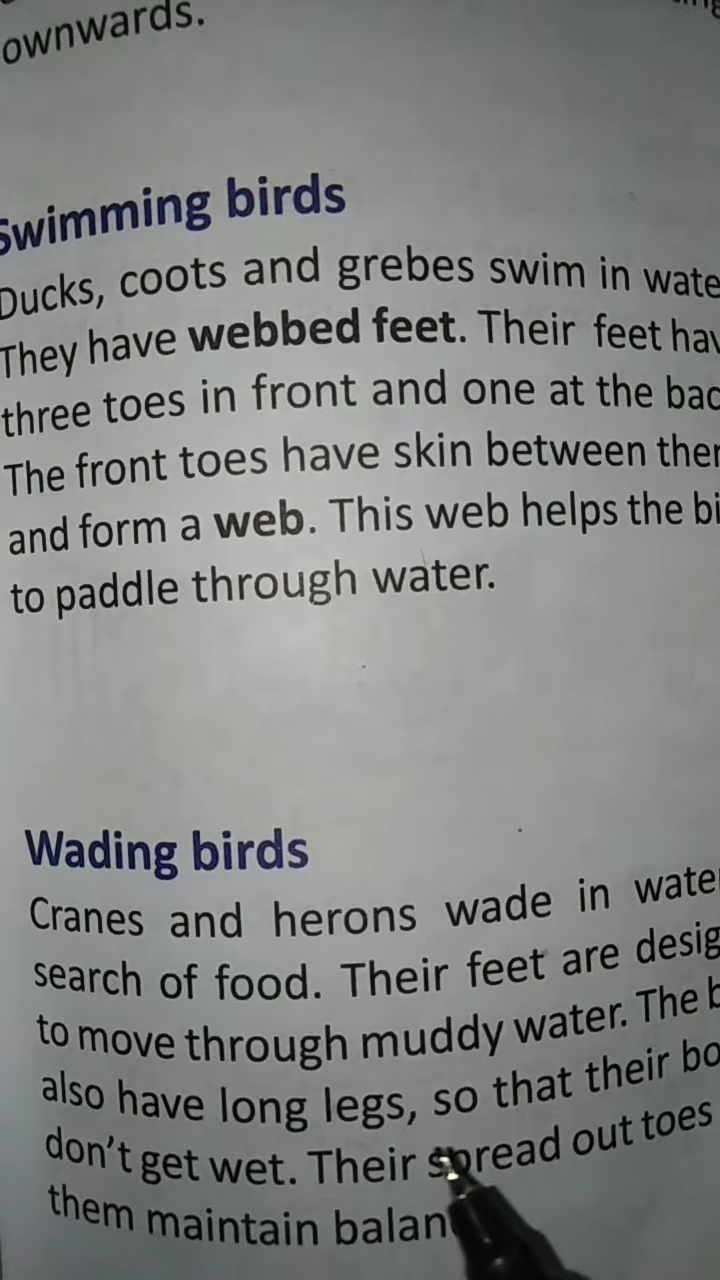 ownwards.
Swimming birds
Ducks, coots and grebes swim in wate
They have webbed feet. Their feet hav
three toes in front and one at the bac
The front toes have skin between ther
and form a web. This web helps the bi
to paddle through water.
Wading birds
Cranes and herons wade in water
search of food. Their feet are desig
to move through muddy water. The b
also have long legs, so that their bo
don't get wet. Their spread out toes
them maintain balan